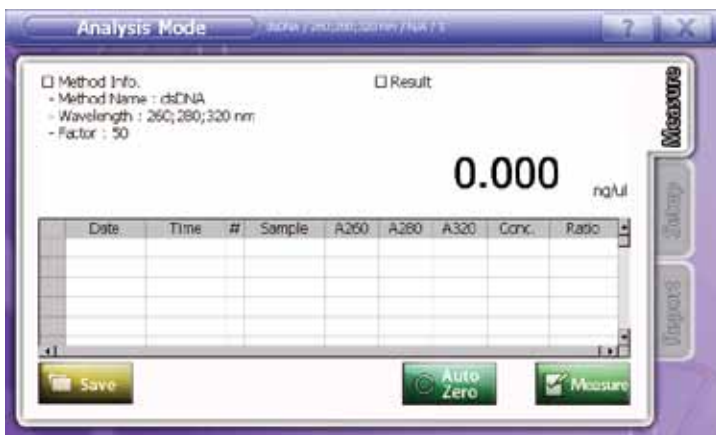 Analysis Mode
? X
Method Info.
Result
- Method Name : dsDNA
- Wavelength : 260;280;320 nm
- Factor : 50
0.000
ng/ul
Date Time # Sample A260 A280 A320 Conc. Ratio
Save
Auto
Zero
Measure
Measure
Setup
Report